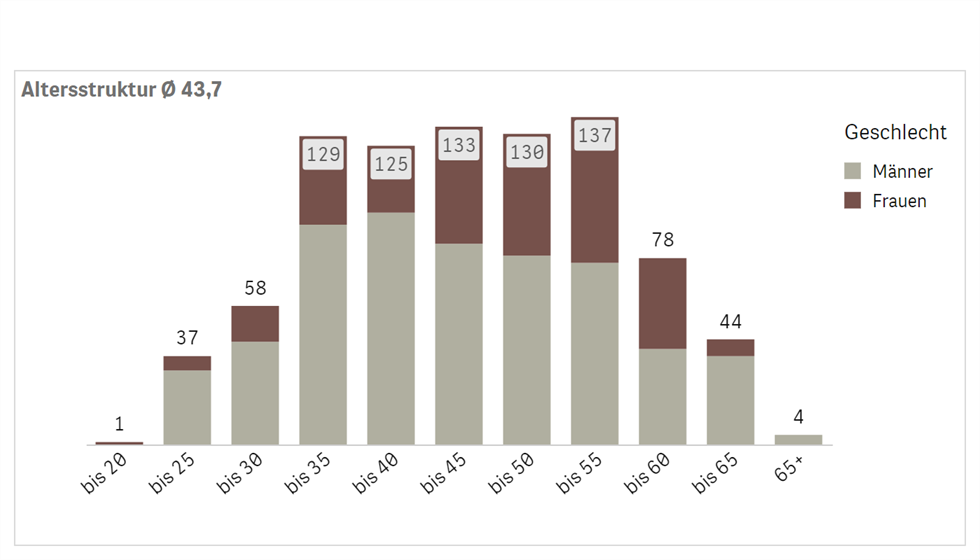 Altersstruktur Ø 43,7
Geschlecht
Männer
Frauen
1
37
58
129
125
133
130
137
78
44
4
bis 20
bis 25
bis 30
bis 35
bis 40
bis 45
bis 50
bis 55
bis 60
bis 65
65+